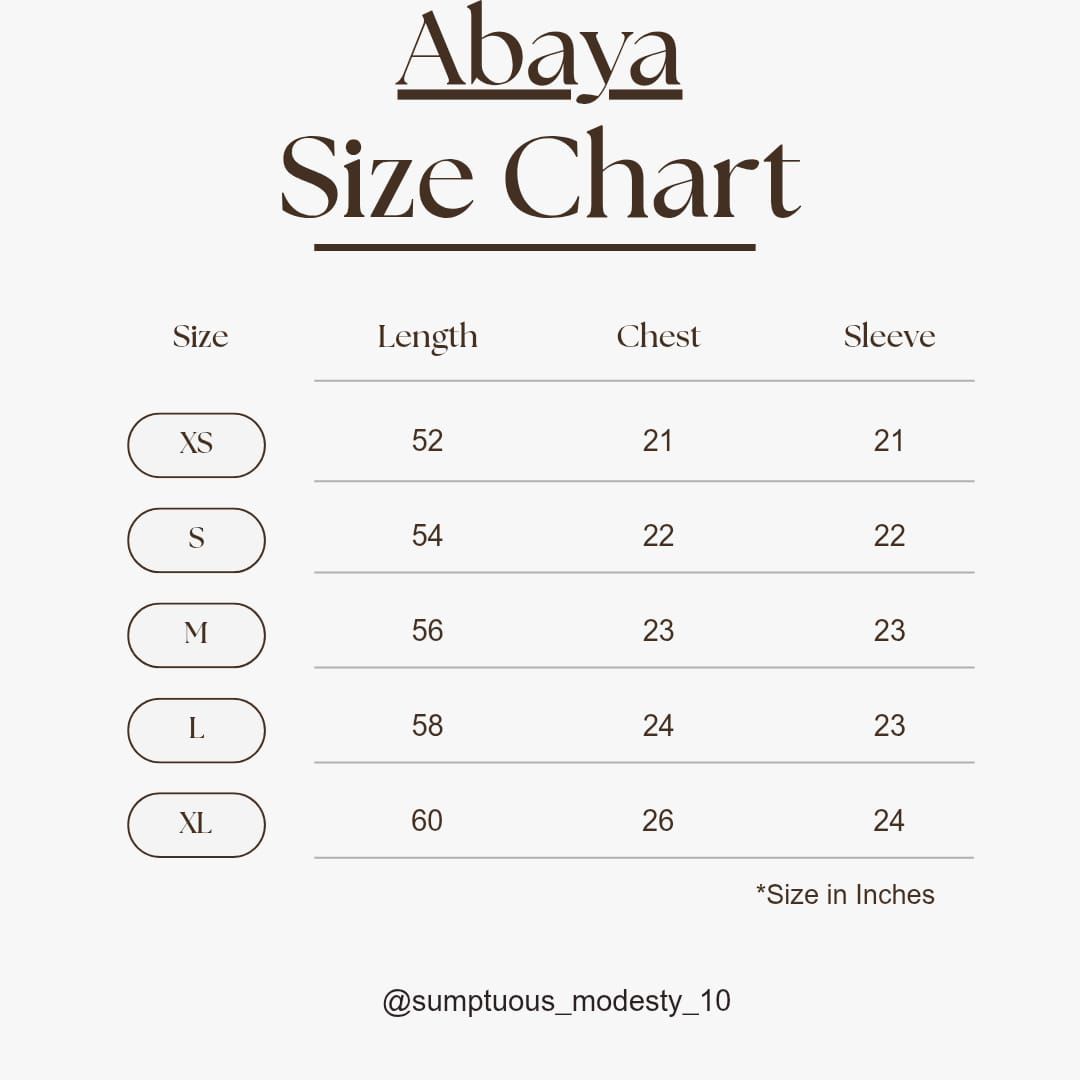 Abaya
Size Chart
Size Length Chest Sleeve
XS 52 21 21
S 54 22 22
M 56 23 23
L 58 24 23
XL 60 26 24
*Size in Inches
@sumptuous_modesty_10